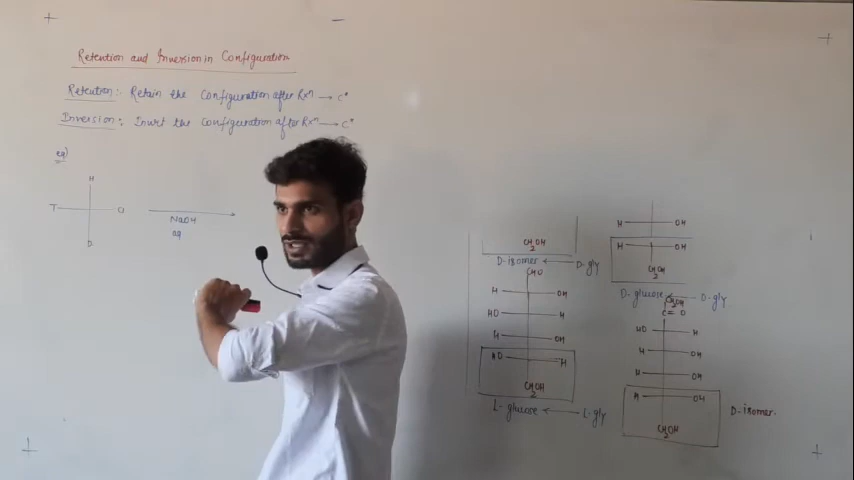 Retention and Inversion in Configuration
Retention:- Retain the Configuration after Rxn → C*
Inversion:- Invert the Configuration after Rxn → C*
eg)
H
T
D
NaOH
aq
CH2OH
D-isomer ← D-gly
CHO
H OH
HO H
H OH
HO H
CH2OH
L-glucose ← L-gly
H OH
H OH
CH2OH
D-glucose ← D-gly
CH2OH
C=O
HO H
H OH
H OH
H OH
CH2OH
D-isomer.